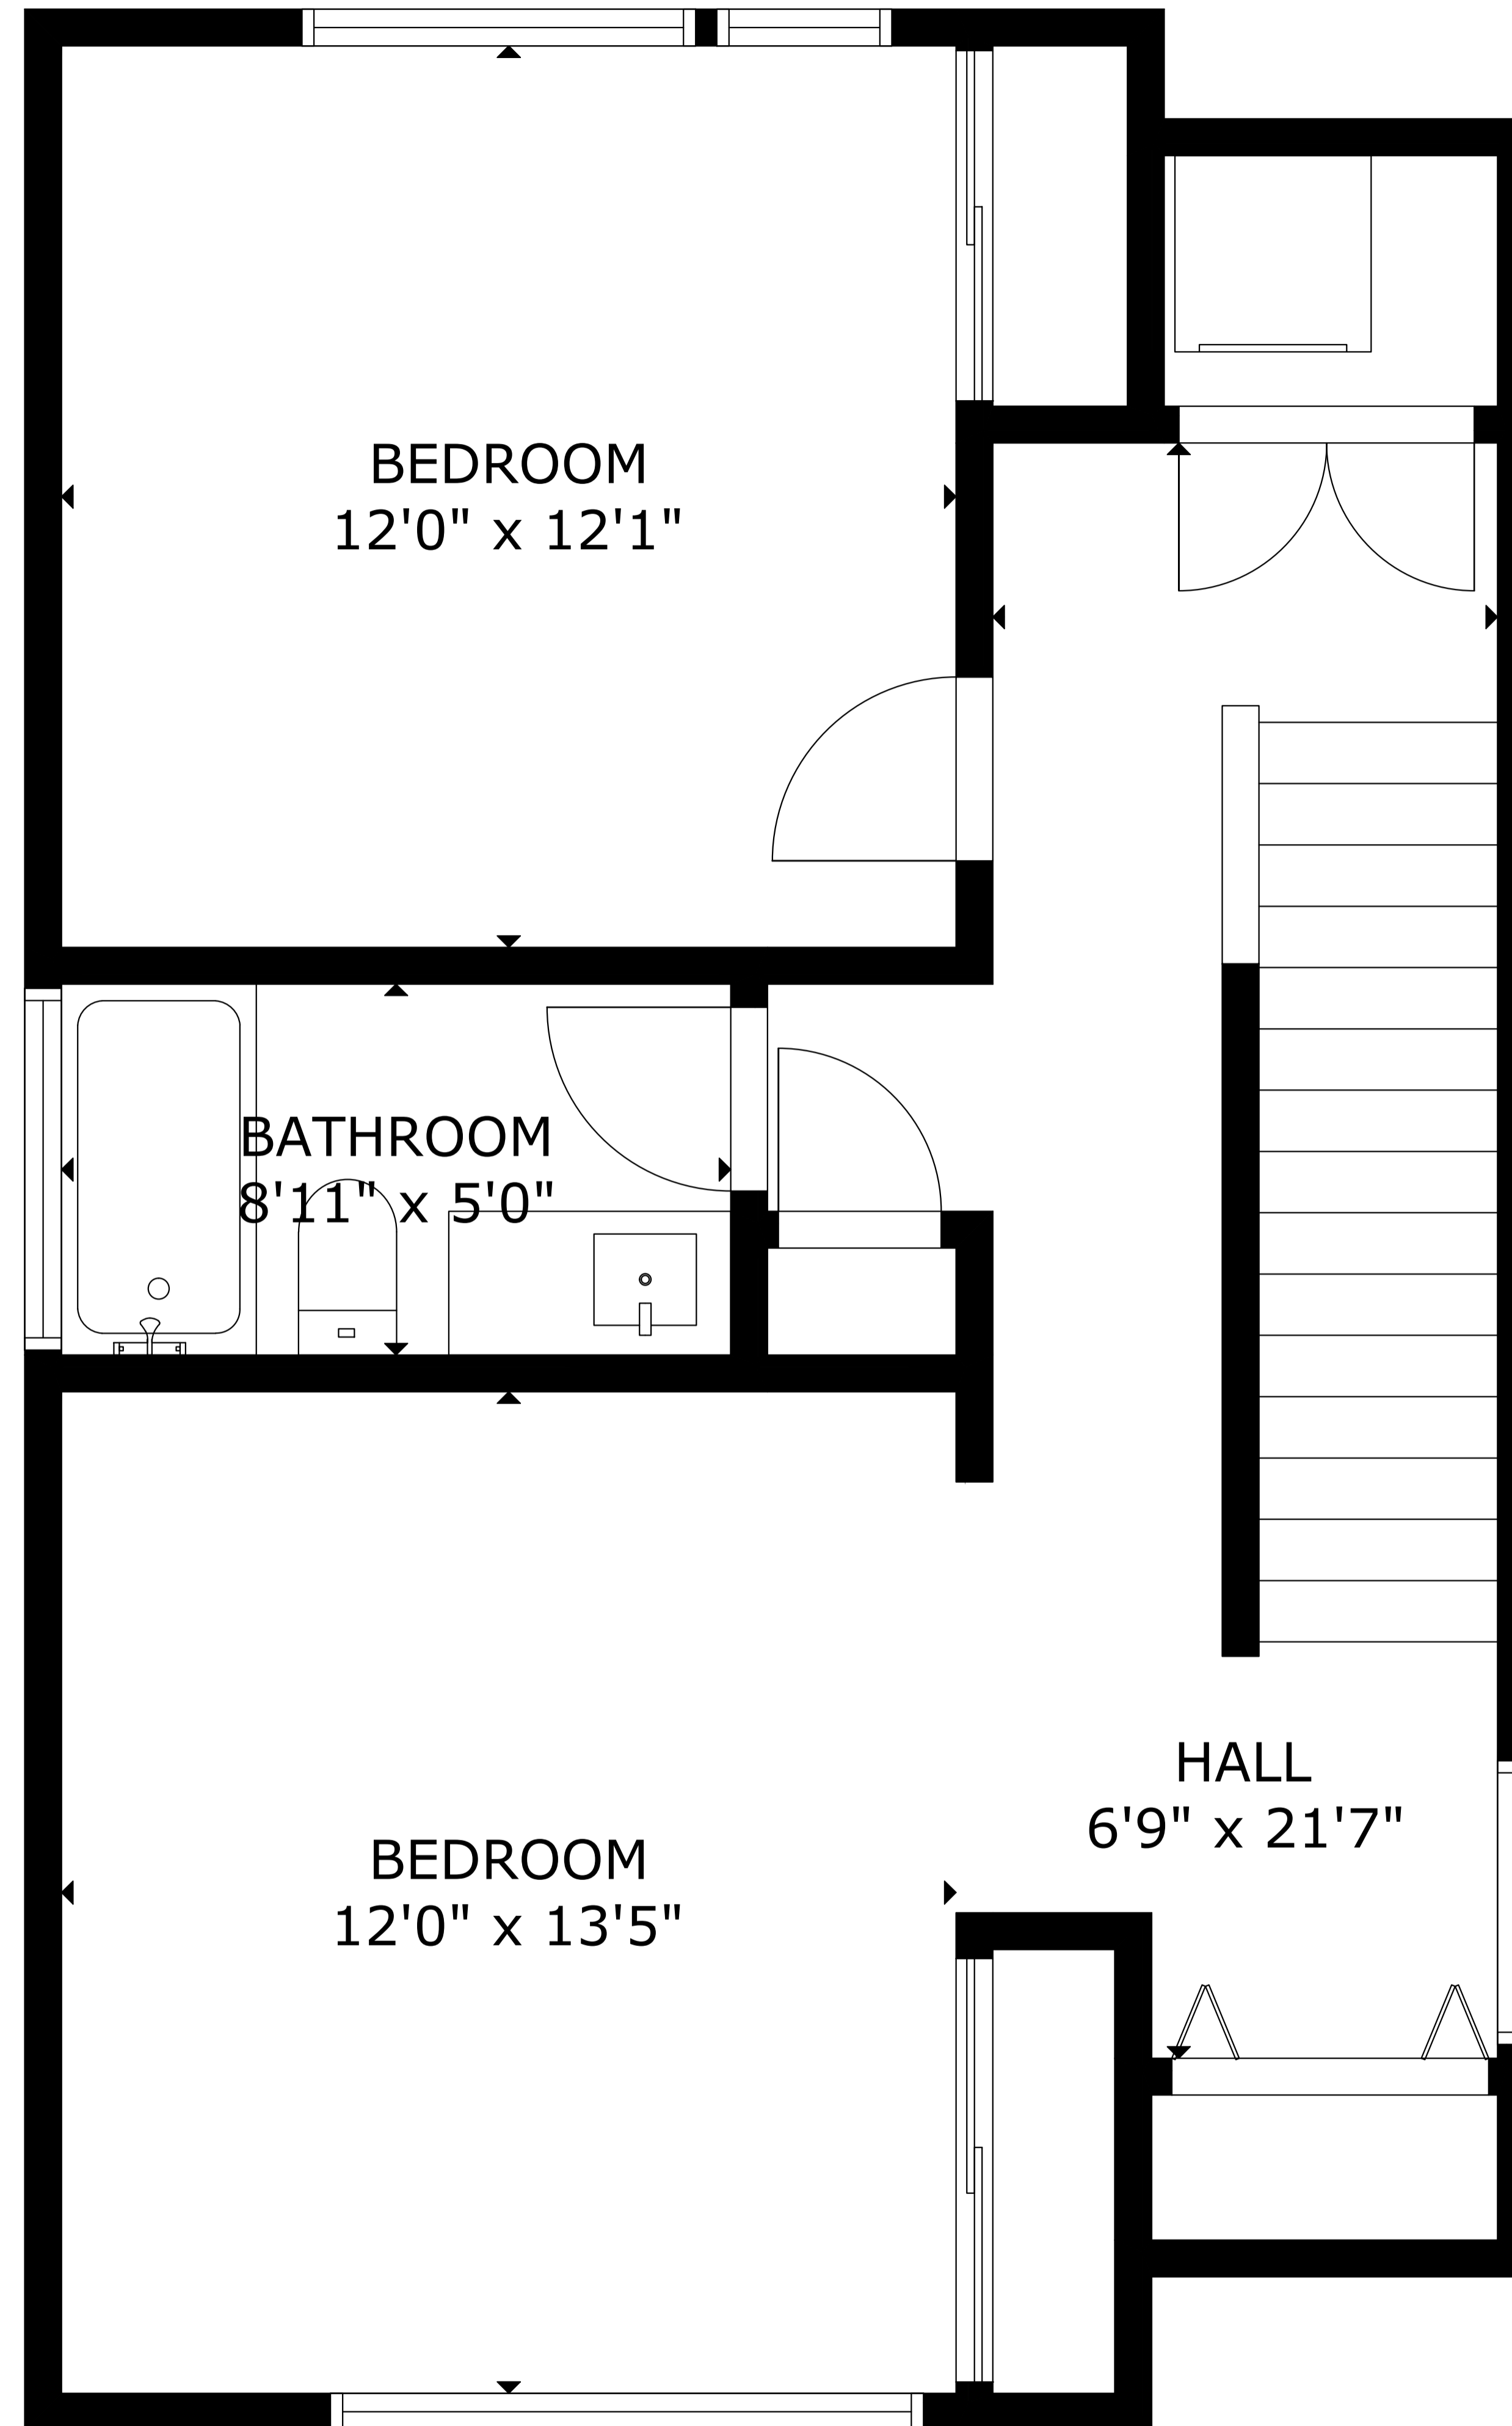 BEDROOM
12'0" x 12'1"
BATHROOM
8'11" x 5'0"
HALL
6'9" x 21'7"
BEDROOM
12'0" x 13'5"